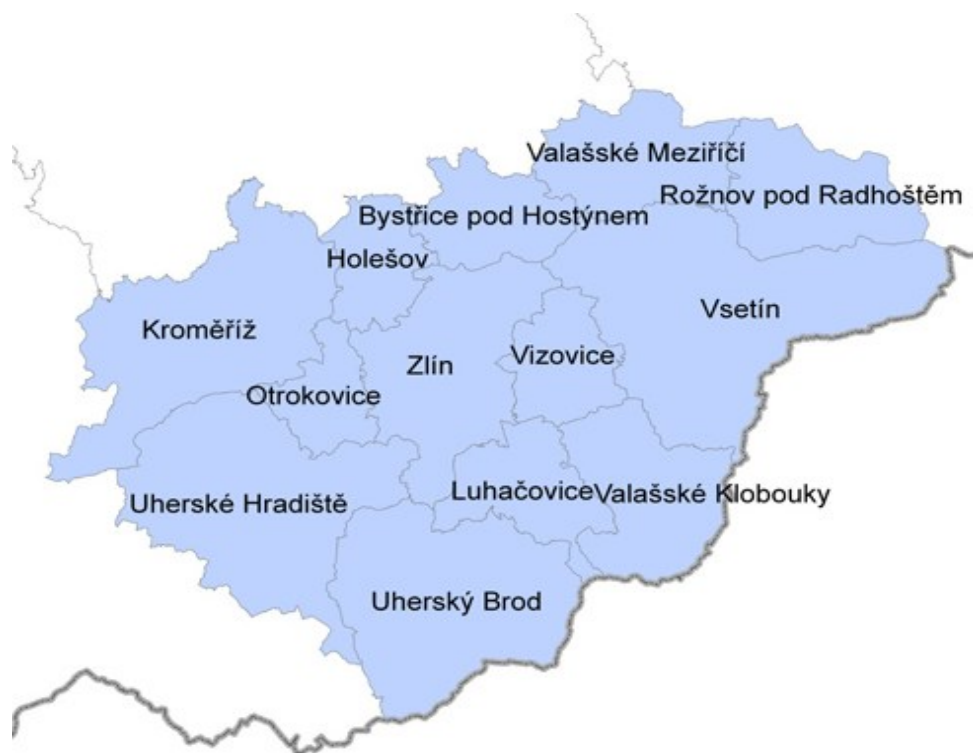 Valašské Meziříčí
Rožnov pod Radhoštěm
Bystřice pod Hostýnem
Holešov
Vsetín
Kroměříž
Vizovice
Zlín
Otrokovice
Luhačovice
Valašské Klobouky
Uherské Hradiště
Uherský Brod